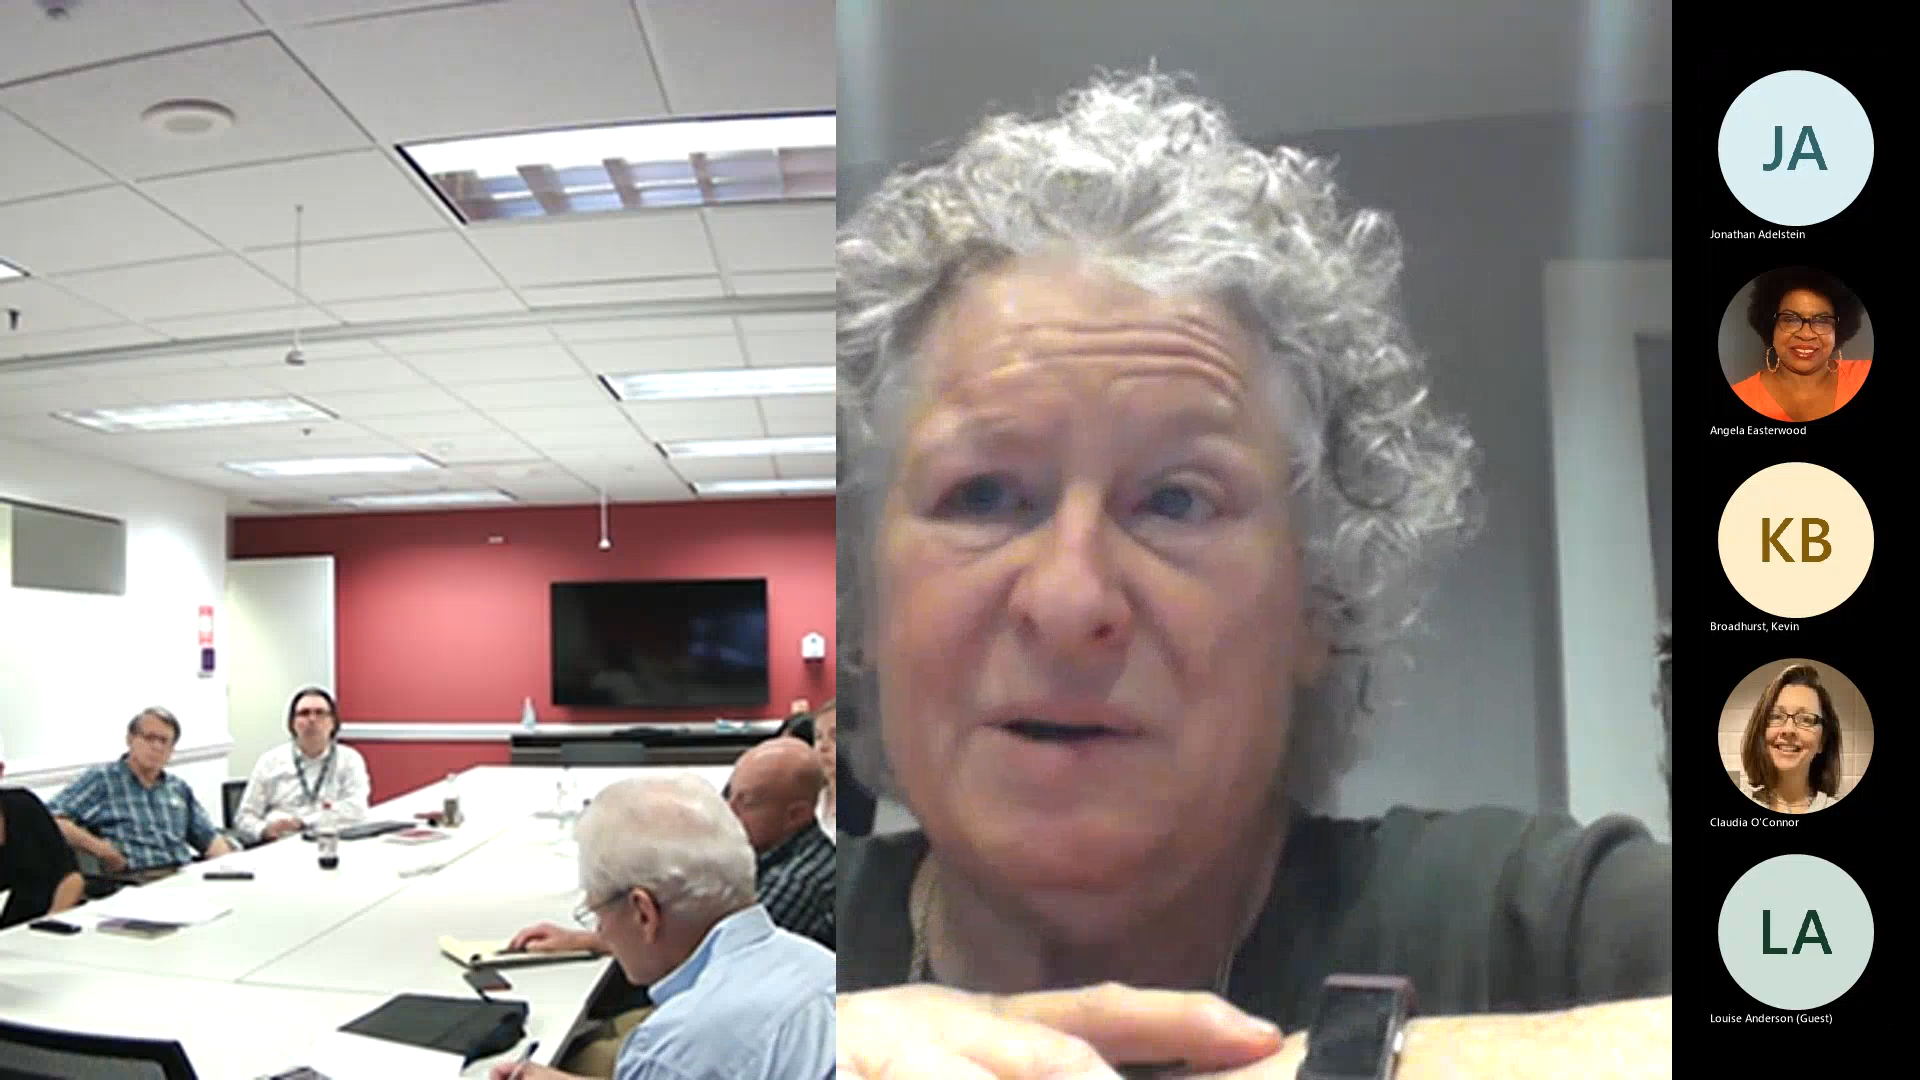 JA
Jonathan Adelstein
Angela Easterwood
KB
Broadhurst, Kevin
Claudia O'Connor
LA
Louise Anderson (Guest)